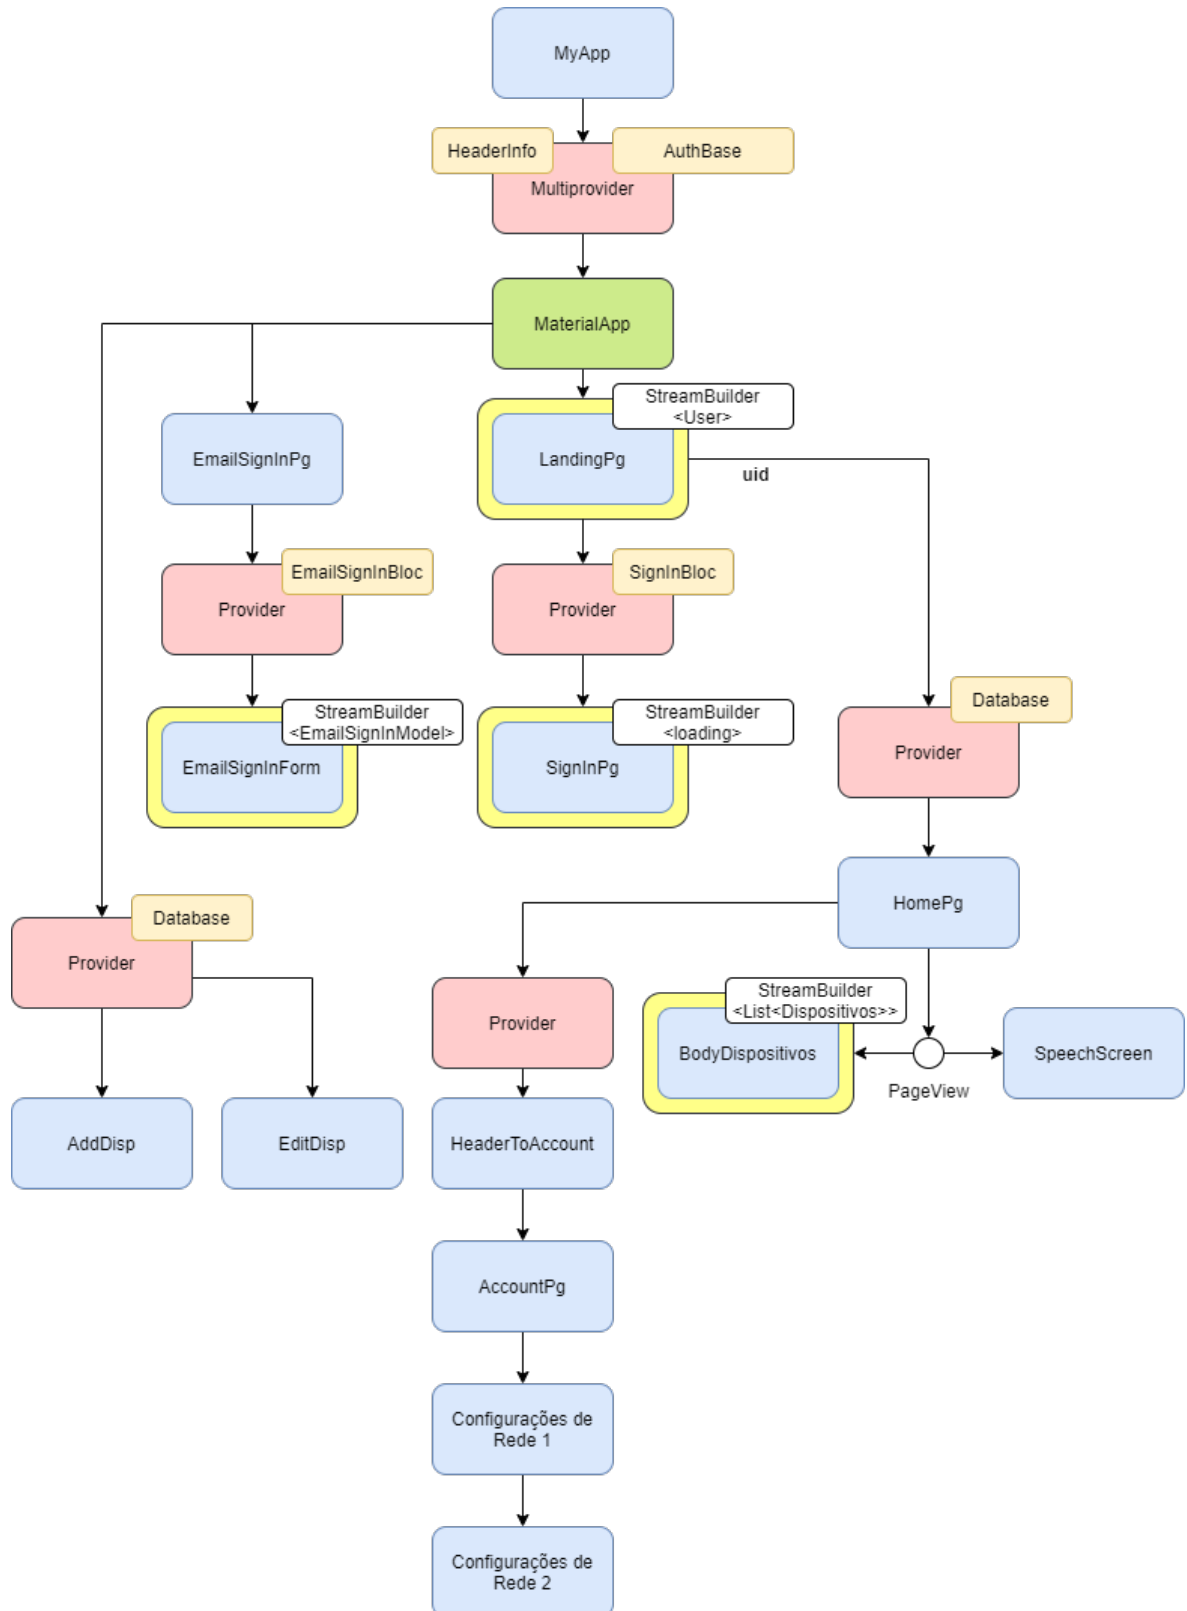 MyApp
HeaderInfo
AuthBase
Multiprovider
MaterialApp
StreamBuilder
<User>
EmailSignInPg
LandingPg
uid
EmailSignInBloc
SignInBloc
Provider
Provider
Database
StreamBuilder
<EmailSignInModel>
StreamBuilder
<loading>
Provider
EmailSignInForm
SignInPg
HomePg
Database
Provider
StreamBuilder
<List<Dispositivos>>
Provider
BodyDispositivos
SpeechScreen
PageView
AddDisp
EditDisp
HeaderToAccount
AccountPg
Configurações de
Rede 1
Configurações de
Rede 2